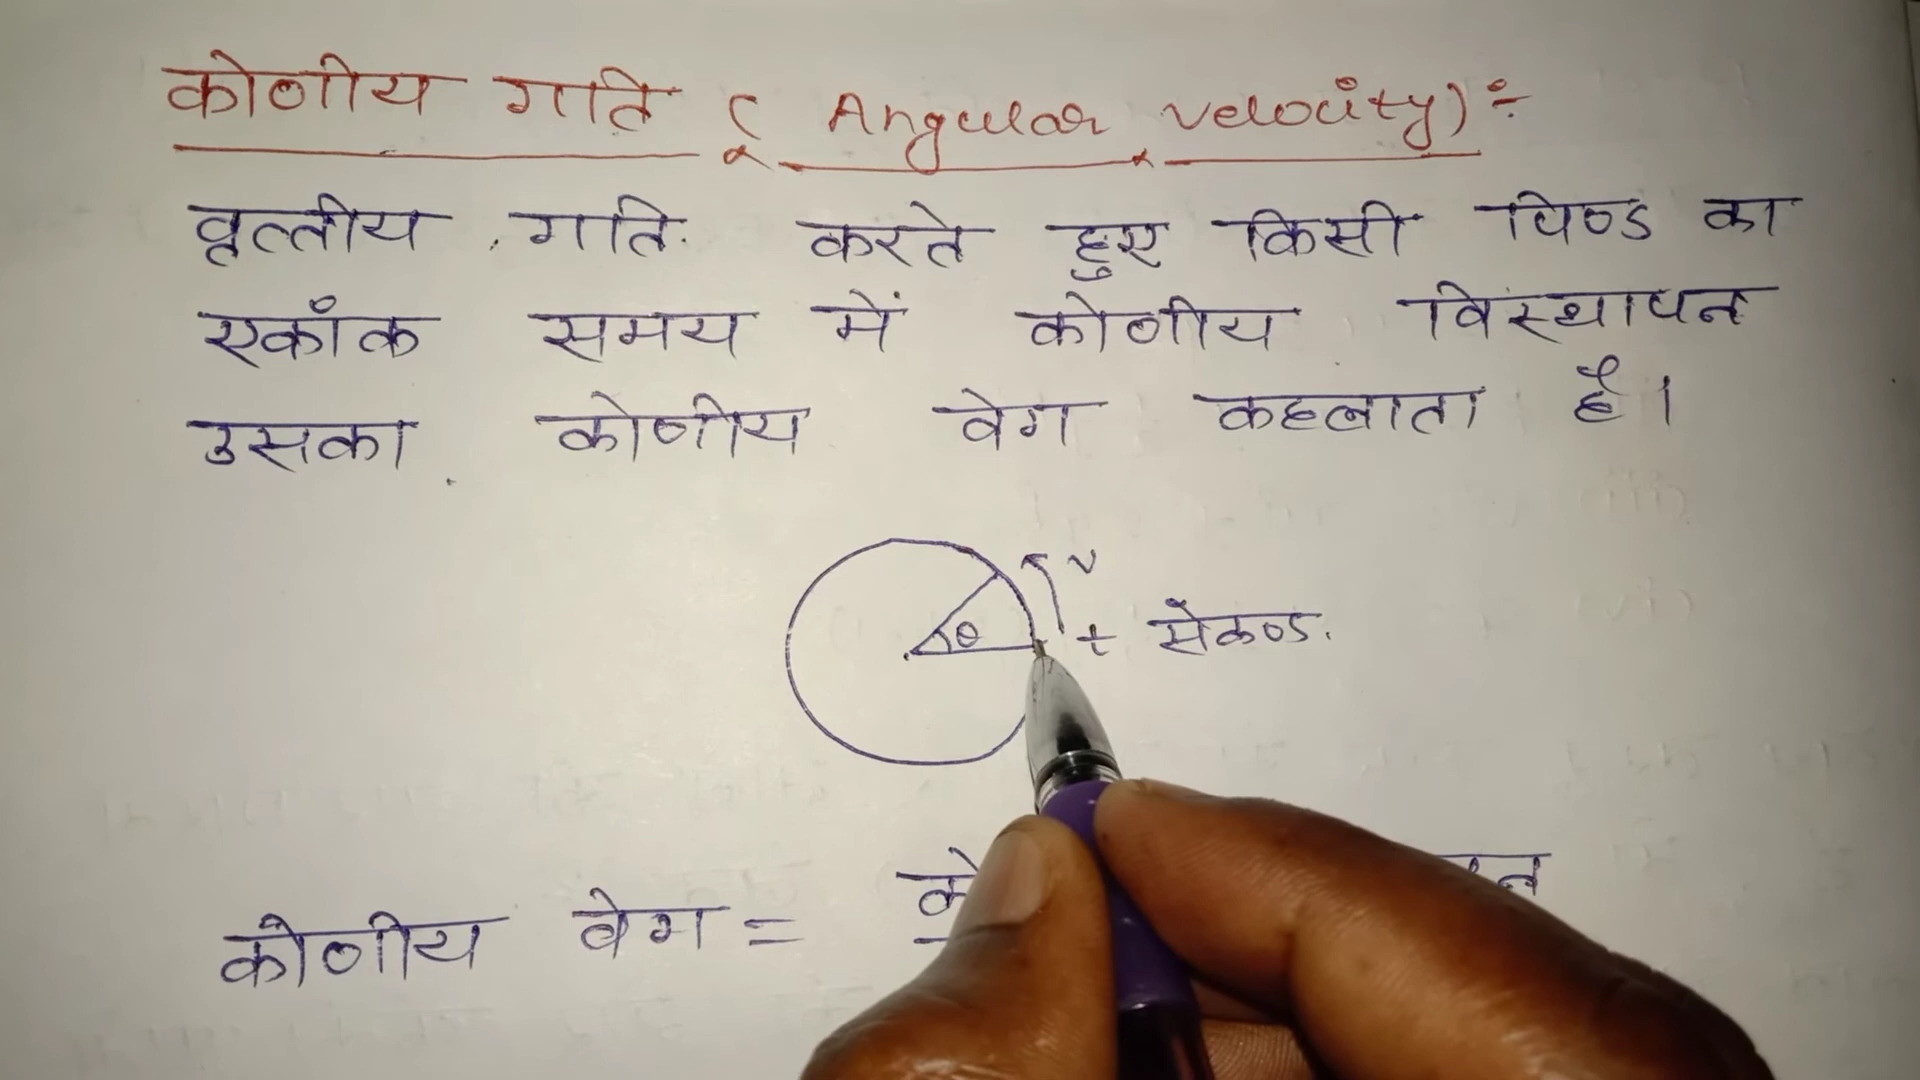 कोणीय गति ( Angular velocity) ÷
वृत्तीय गति करते हुए किसी पिण्ड का
एकाँक समय में कोणीय विस्थापन
उसका कोणीय वेग कहलाता है।
v
θ t सेकण्ड.
कोणीय वेग =